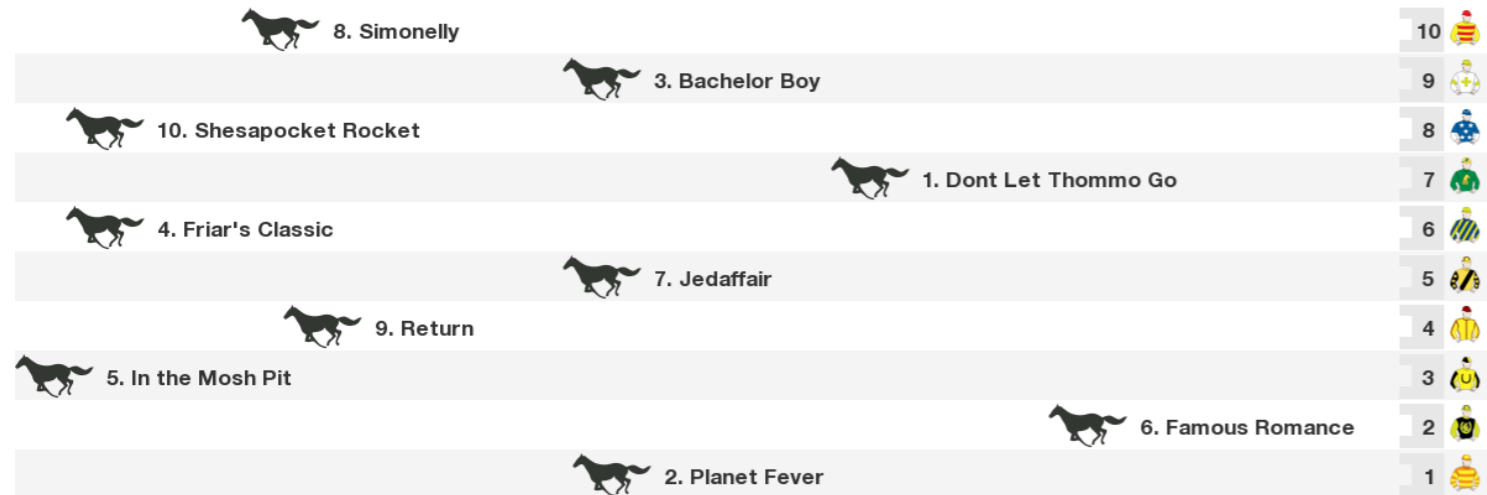 8. Simonelly 10
3. Bachelor Boy 9
10. Shesapocket Rocket 8
1. Dont Let Thommo Go 7
4. Friar's Classic 6
7. Jedaffair 5
9. Return 4
5. In the Mosh Pit 3
6. Famous Romance 2
2. Planet Fever 1